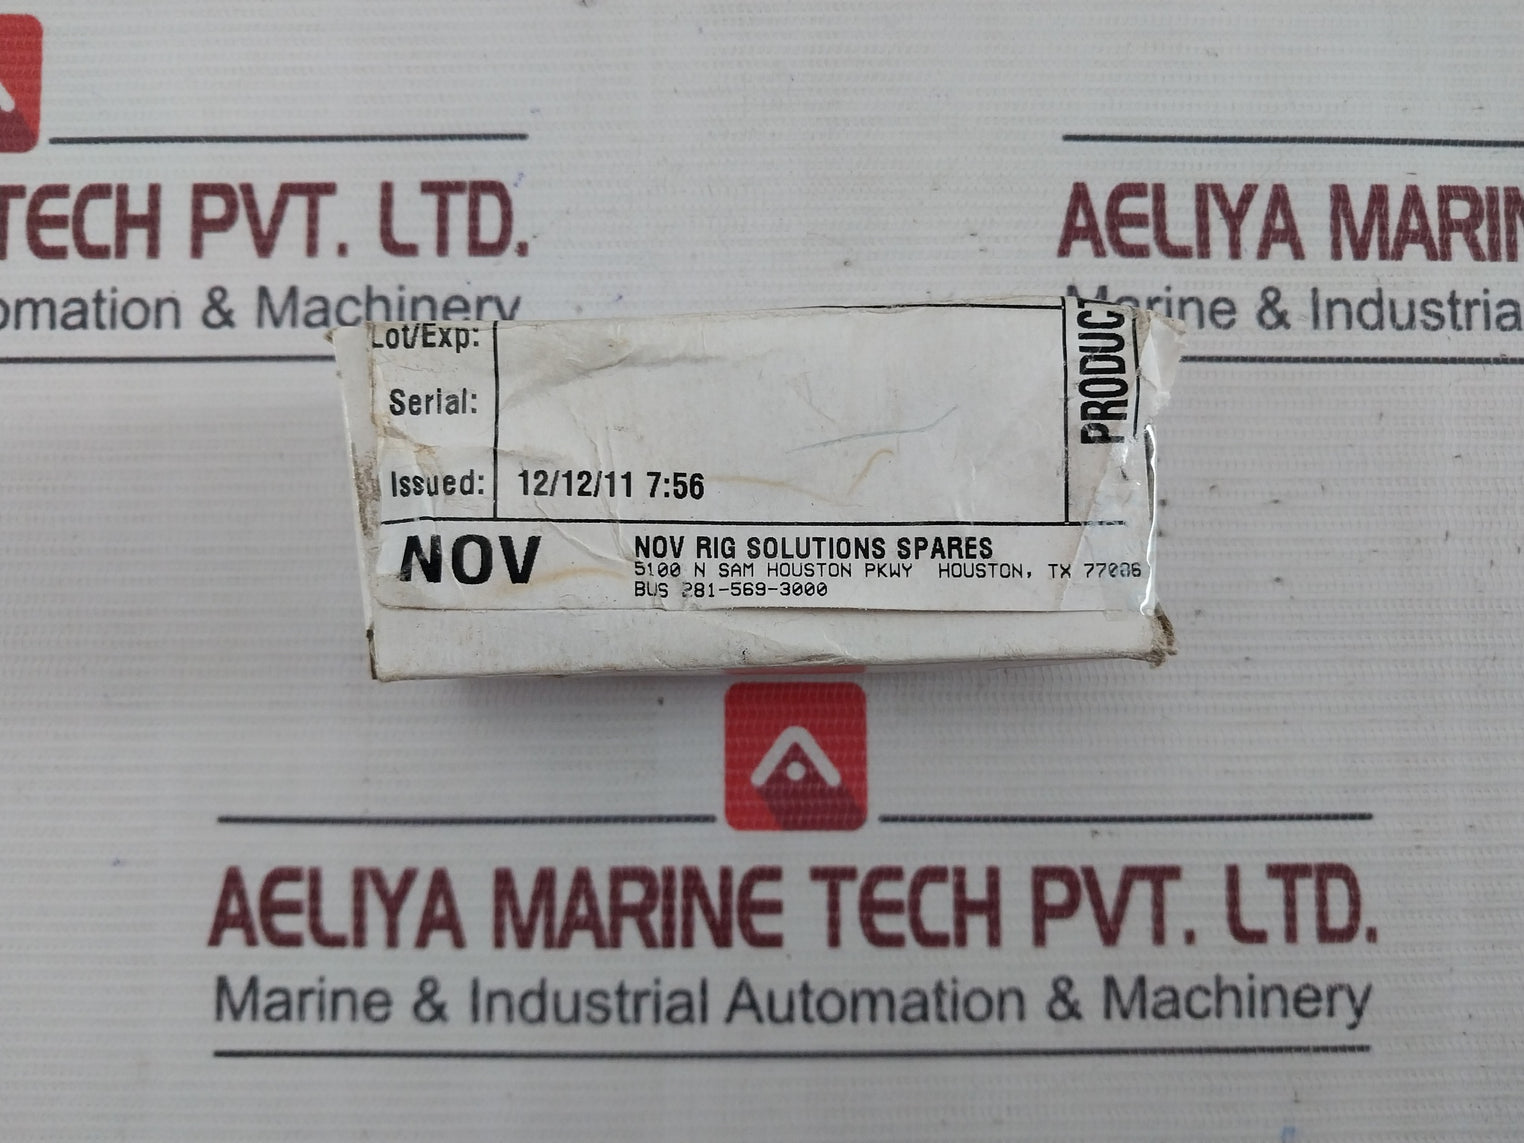 TECH PVT. LTD.
omation & Machinery
AELIYA MARIN
Marine & Industria
Lot/Exp:
Serial:
Issued: 12/12/11 7:56
PRODUCT
NOV
NOV RIG SOLUTIONS SPARES
5100 N SAM HOUSTON PKWY HOUSTON, TX 77086
BUS 281-569-3000
AELIYA MARINE TECH PVT. LTD.
Marine & Industrial Automation & Machinery